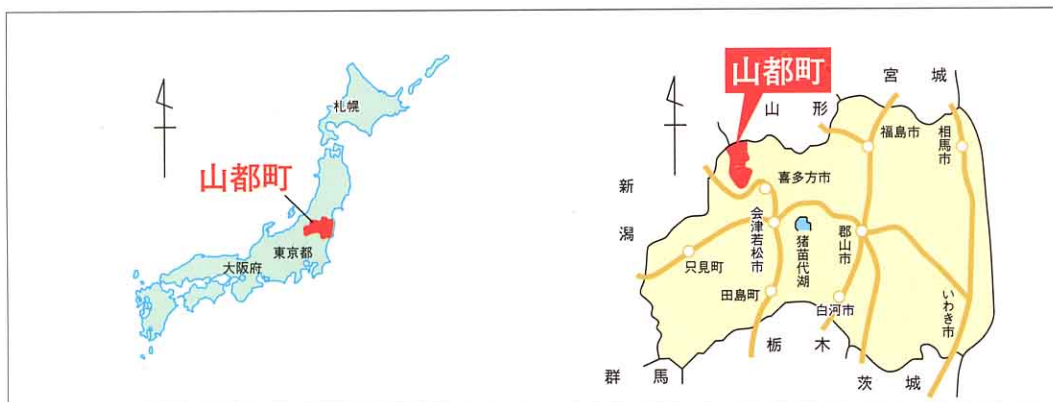 札幌
山都町
東京都
大阪府
山都町
宮城
山形
福島市
相馬市
新潟
喜多方市
会津若松市
猪苗代湖
郡山市
只見町
田島町
白河市
いわき市
栃木
群馬
茨城